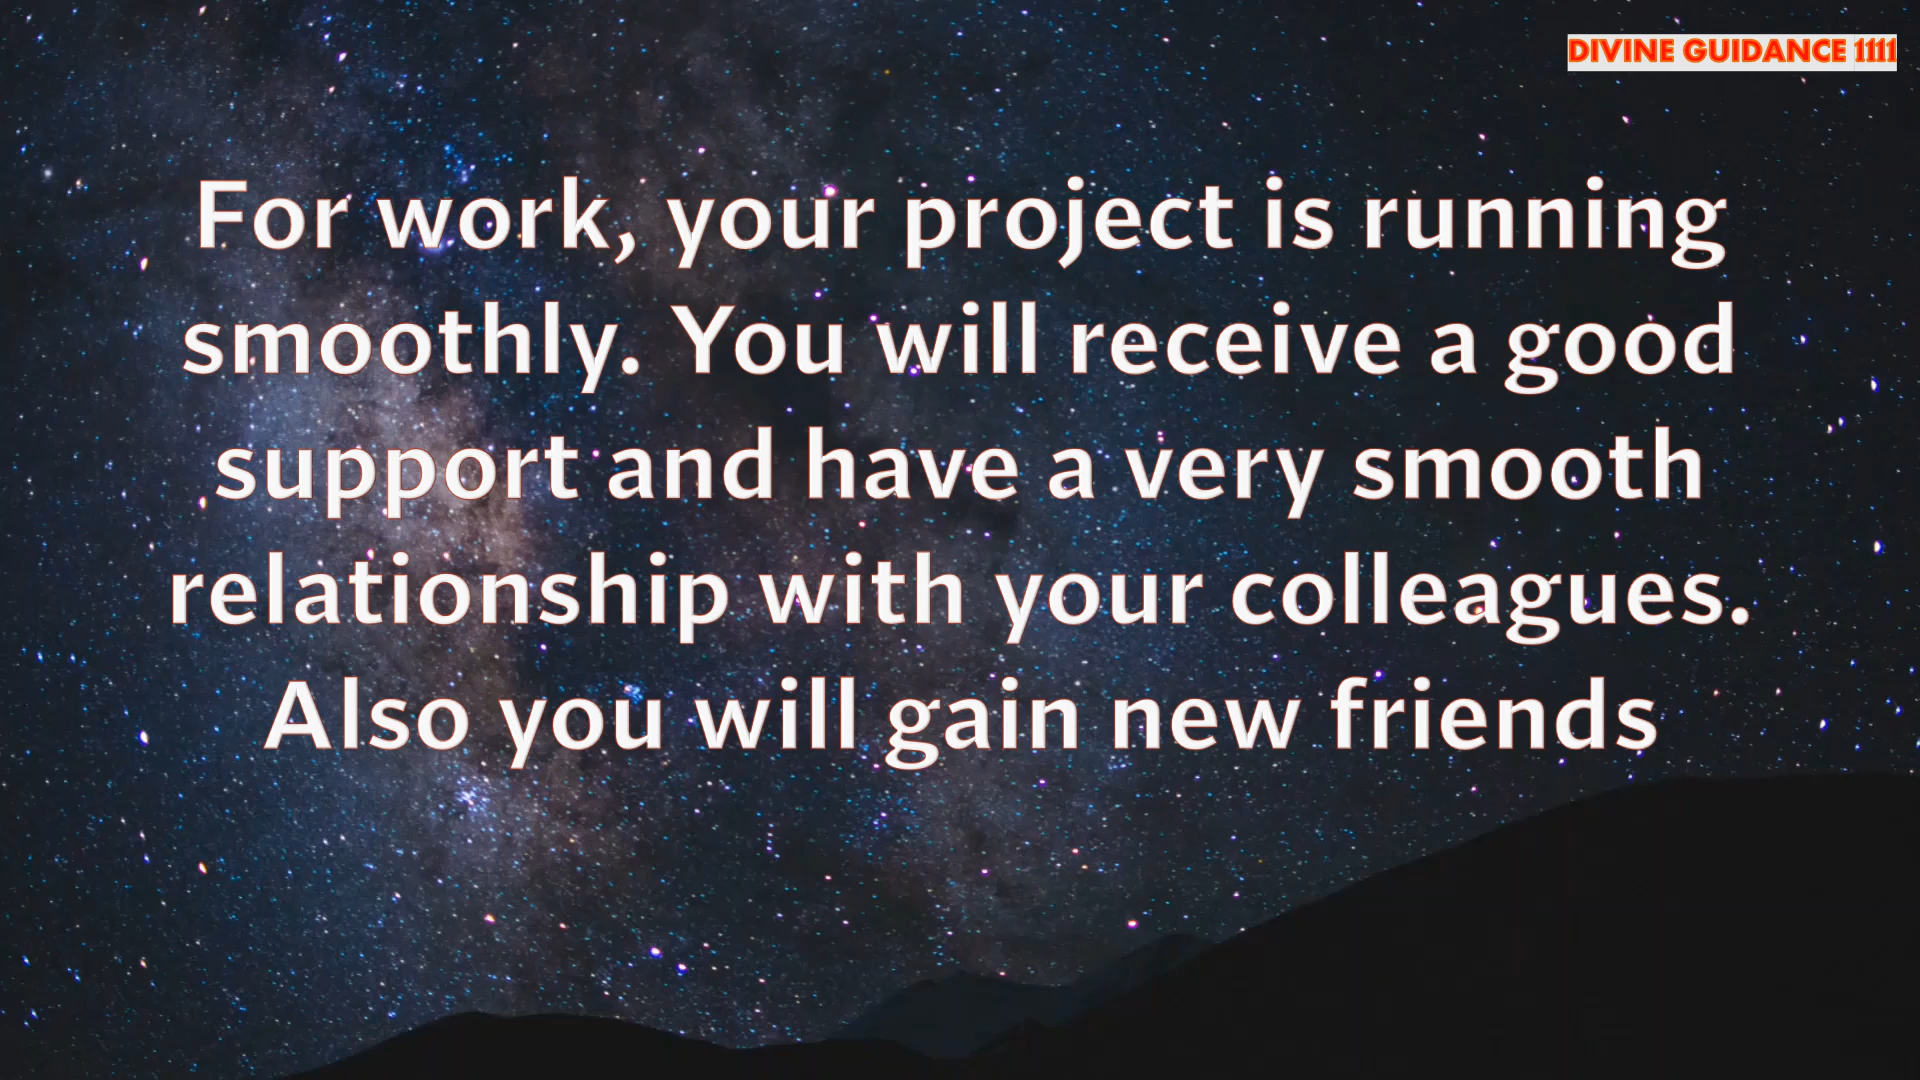 DIVINE GUIDANCE 1111
For work, your project is running
smoothly. You will receive a good
support and have a very smooth
relationship with your colleagues.
Also you will gain new friends